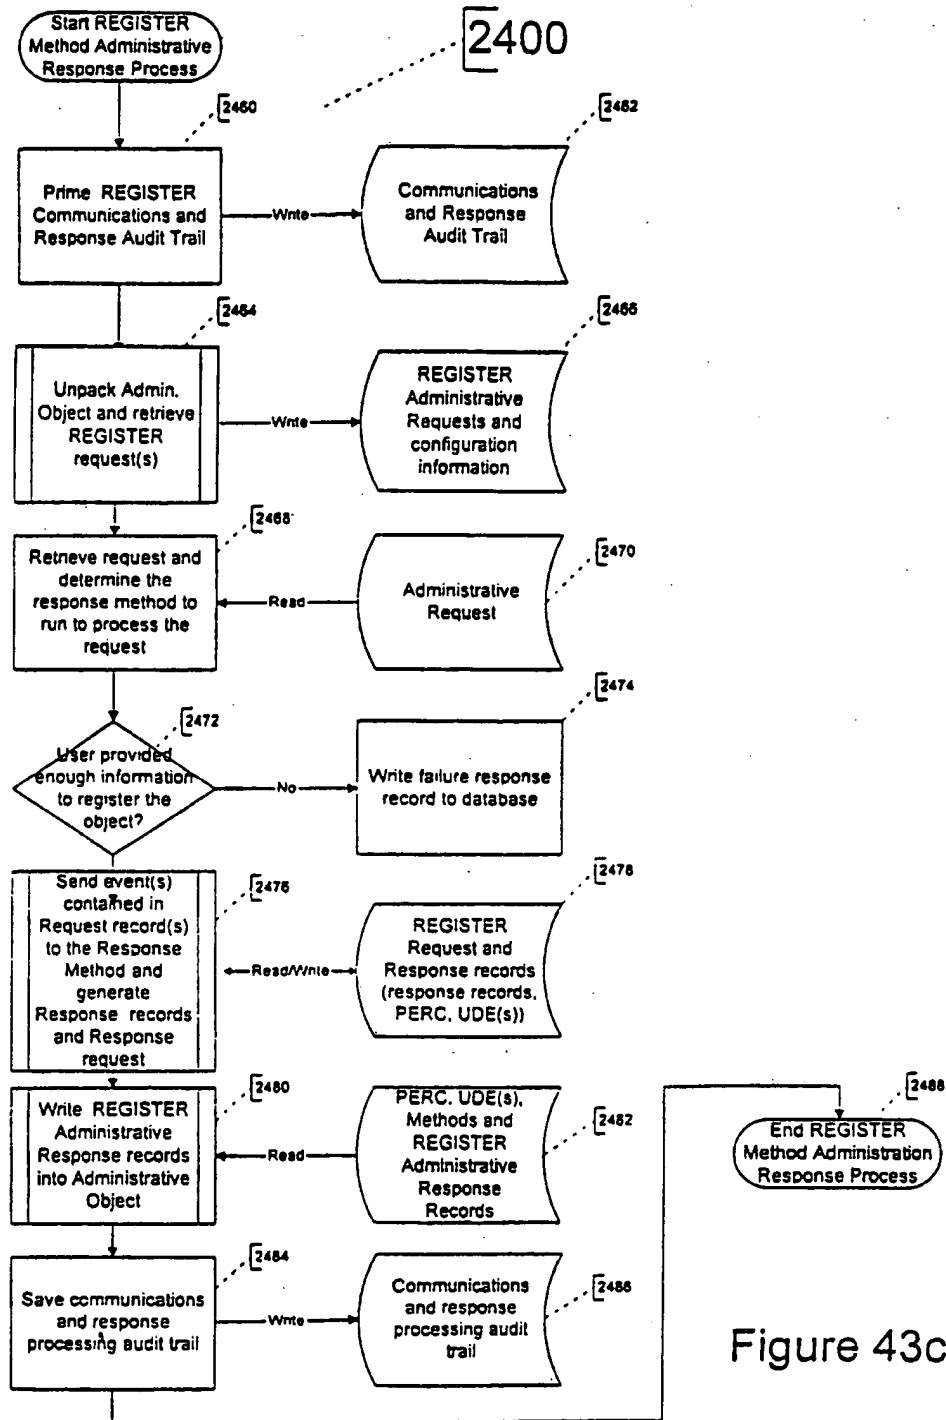 Start REGISTER
Method Administrative
Response Process
2400
2460
2462
Prime REGISTER
Communications and
Response Audit Trail
Write
Communications
and Response
Audit Trail
2464
2466
Unpack Admin.
Object and retrieve
REGISTER
request(s)
Write
REGISTER
Administrative
Requests and
configuration
information
2468
2470
Retrieve request and
determine the
response method to
run to process the
request
Read
Administrative
Request
2472
2474
User provided
enough information
to register the
object?
No
Write failure response
record to database
2476
2478
Send event(s)
contained in
Request record(s)
to the Response
Method and
generate
Response records
and Response
request
Read/Write
REGISTER
Request and
Response records
(response records,
PERC, UDE(s))
2480
2482
Write REGISTER
Administrative
Response records
into Administrative
Object
Read
PERC, UDE(s),
Methods and
REGISTER
Administrative
Response
Records
2488
End REGISTER
Method Administration
Response Process
2484
2486
Save communications
and response
processing audit trail
Write
Communications
and response
processing audit
trail
Figure 43c